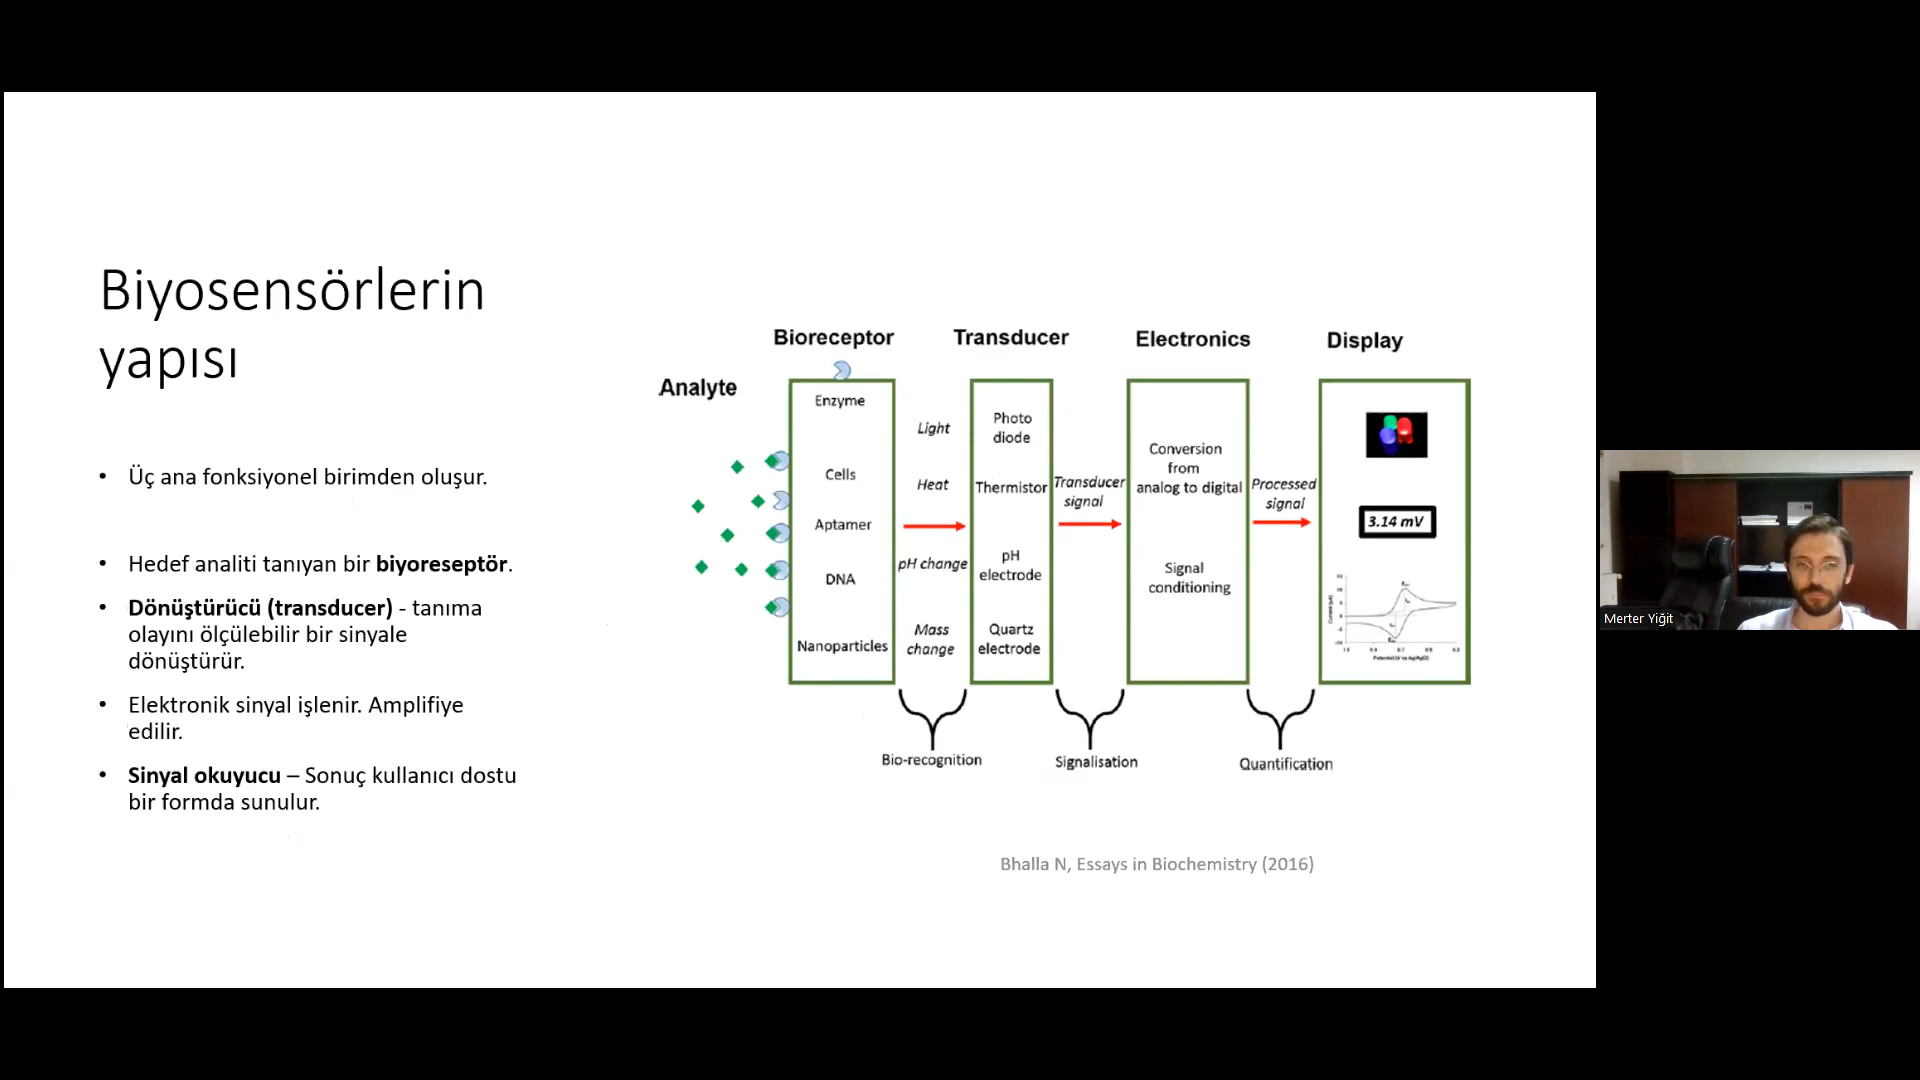 Biyosensörlerin
yapısı
• Üç ana fonksiyonel birimden oluşur.
• Hedef analiti tanıyan bir biyoreseptör.
• Dönüştürücü (transducer) - tanıma
olayını ölçülebilir bir sinyale
dönüştürür.
• Elektronik sinyal işlenir. Amplifiye
edilir.
• Sinyal okuyucu – Sonuç kullanıcı dostu
bir formda sunulur.
Analyte
Bioreceptor
Enzyme
Cells
Aptamer
DNA
Nanoparticles
Light
Heat
pH change
Mass
change
Transducer
Photo
diode
Thermistor
pH
electrode
Quartz
electrode
Transducer
signal
Electronics
Conversion
from
analog to digital
Signal
conditioning
Processed
signal
Display
3.14 mV
Bio-recognition
Signalisation
Quantification
Bhalla N, Essays in Biochemistry (2016)
Merter Yiğit